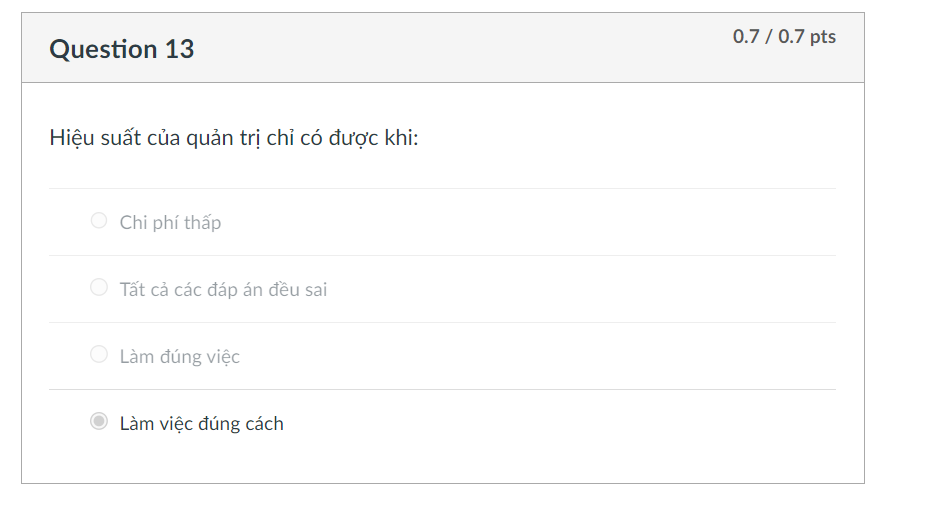 Question 13
0.7 / 0.7 pts
Hiệu suất của quản trị chỉ có được khi:
Chi phí thấp
Tất cả các đáp án đều sai
Làm đúng việc
Làm việc đúng cách